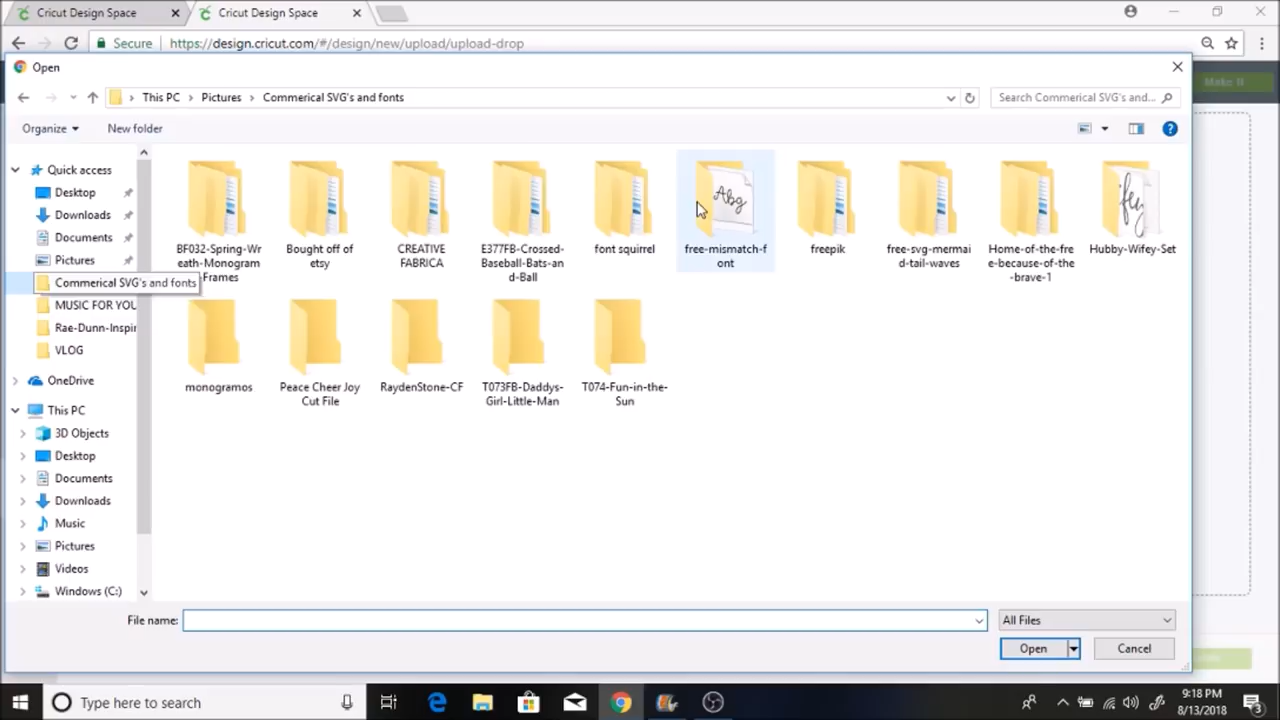 Cricut Design Space
Cricut Design Space
Secure
https://design.cricut.com/#/design/new/upload/upload-drop
Open
This PC > Pictures > Commerical SVG's and fonts
Search Commerical SVG's and...
Organize
New folder
Make It
Quick access
Desktop
Downloads
Documents
Pictures
Commerical SVG's and fonts
MUSIC FOR YOU
Rae-Dunn-Inspir
VLOG
OneDrive
This PC
3D Objects
Desktop
Documents
Downloads
Music
Pictures
Videos
Windows (C:)
Abg
BF032-Spring-Wr
eath-Monogram
-Frames
Bought off of
etsy
CREATIVE
FABRICA
E377FB-Crossed-
Baseball-Bats-an
d-Ball
font squirrel
free-mismatch-f
ont
freepik
free-svg-mermai
d-tail-waves
Home-of-the-fre
e-because-of-the
-brave-1
Hubby-Wifey-Set
monogramos
Peace Cheer Joy
Cut File
RaydenStone-CF
T073FB-Daddys-
Girl-Little-Man
T074-Fun-in-the-
Sun
File name:
All Files
Open
Cancel
Type here to search
9:18 PM
8/13/2018
3